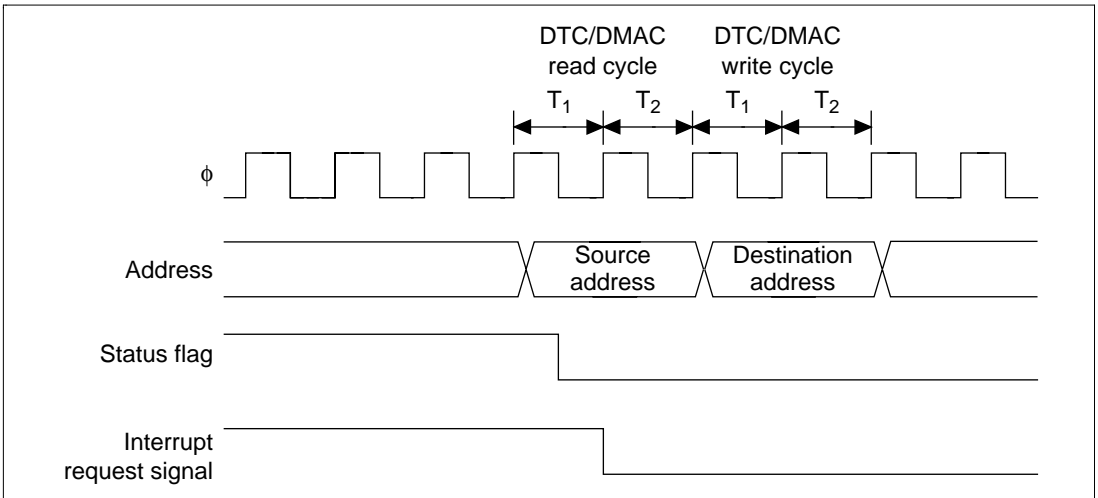 DTC/DMAC
read cycle
DTC/DMAC
write cycle
T1
T2
T1
T2
ϕ
Address
Source
address
Destination
address
Status flag
Interrupt
request signal